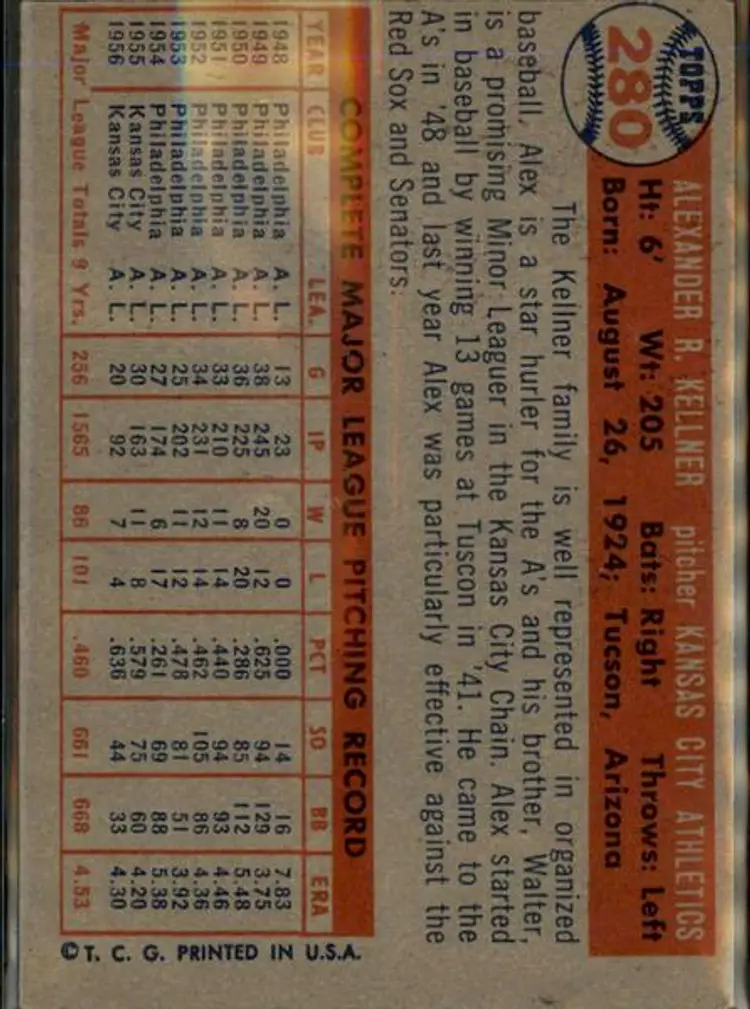 TOPPS
280
ALEXANDER R. KELLNER pitcher KANSAS CITY ATHLETICS
Ht: 6' Wt: 205 Bats: Right Throws: Left
Born: August 26, 1924; Tucson, Arizona
The Kellner family is well represented in organized
baseball. Alex is a star hurler for the A's and his brother, Walter,
is a promising Minor Leaguer in the Kansas City Chain. Alex started
in baseball by winning 13 games at Tuscon in '41. He came to the
A's in '48 and last year Alex was particularly effective against the
Red Sox and Senators.
COMPLETE MAJOR LEAGUE PITCHING RECORD
YEAR CLUB LEA. G IP W L PCT SO BB ERA
1948 Philadelphia A. L. 13 23 0 0 .000 14 16 7.83
1949 Philadelphia A. L. 38 245 20 12 .625 94 129 3.75
1950 Philadelphia A. L. 36 225 8 20 .286 85 112 5.48
1951 Philadelphia A. L. 33 210 11 14 .440 94 93 4.46
1952 Philadelphia A. L. 34 231 12 14 .462 105 86 4.36
1953 Philadelphia A. L. 25 202 11 12 .478 81 51 3.92
1954 Philadelphia A. L. 27 174 6 17 .261 69 88 5.38
1955 Kansas City A. L. 30 163 11 8 .579 75 60 4.20
1956 Kansas City A. L. 20 92 7 4 .636 44 33 4.30
Major League Totals 9 Yrs. 256 1565 86 101 .460 661 668 4.53
© T. C. G. PRINTED IN U.S.A.